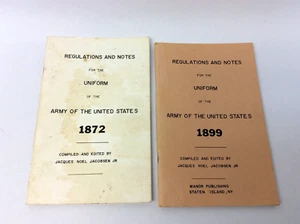 REGULATIONS AND NOTES
FOR THE
UNIFORM
OF THE
ARMY OF THE UNITED STATES
1872
COMPILED AND EDITED BY
JACQUES NOEL JACOBSEN JR
REGULATIONS AND NOTES
FOR THE
UNIFORM
OF THE
ARMY OF THE UNITED STATES
1899
COMPILED AND EDITED BY
JACQUES NOEL JACOBSEN JR.
MANOR PUBLISHING
STATEN ISLAND, NY